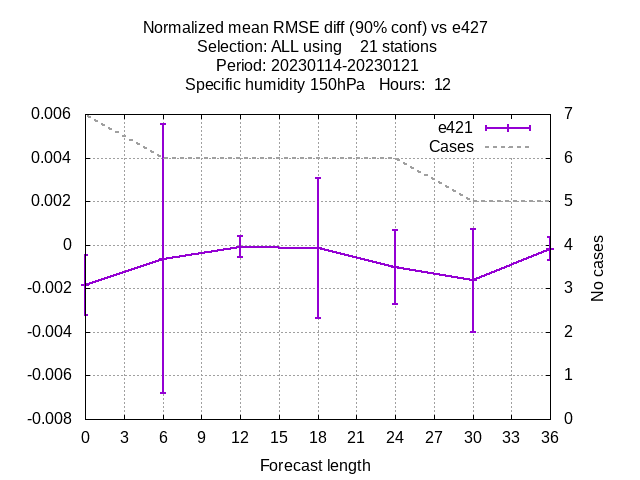 Normalized mean RMSE diff (90% conf) vs e427
Selection: ALL using    21 stations
Period: 20230114-20230121
Specific humidity 150hPa   Hours:  12
0.006
0.004
0.002
0
-0.002
-0.004
-0.006
-0.008
7
6
5
4
3
2
1
0
e421
Cases
No cases
0 3 6 9 12 15 18 21 24 27 30 33 36
Forecast length